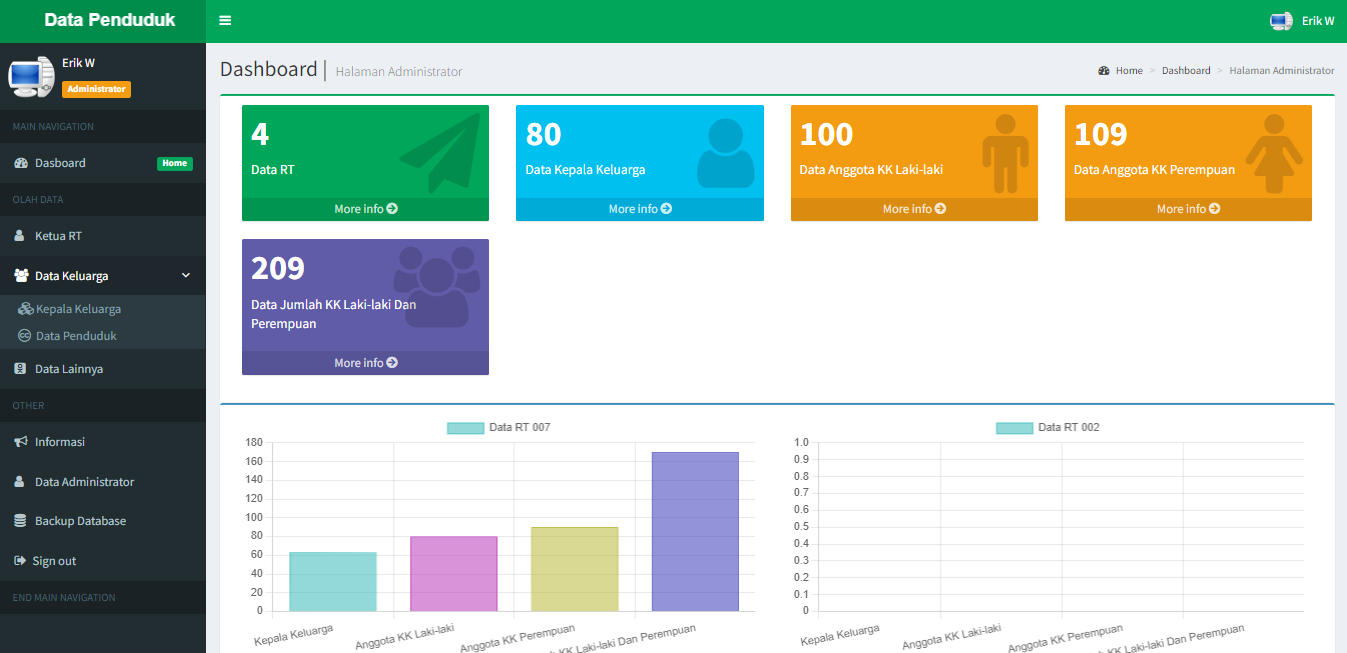 Data Penduduk
Erik W
Erik W
Administrator
MAIN NAVIGATION
Dasboard
Home
OLAH DATA
Ketua RT
Data Keluarga
Kepala Keluarga
Data Penduduk
Data Lainnya
OTHER
Informasi
Data Administrator
Backup Database
Sign out
END MAIN NAVIGATION
Dashboard Halaman Administrator
Home > Dashboard > Halaman Administrator
4
Data RT
More info
80
Data Kepala Keluarga
More info
100
Data Anggota KK Laki-laki
More info
109
Data Anggota KK Perempuan
More info
209
Data Jumlah KK Laki-laki Dan
Perempuan
More info
Data RT 007
180
160
140
120
100
80
60
40
20
0
Kepala Keluarga
Anggota KK Laki-laki
Anggota KK Perempuan
KK Laki-laki Dan Perempuan
Data RT 002
1.0
0.9
0.8
0.7
0.6
0.5
0.4
0.3
0.2
0.1
0
Kepala Keluarga
Anggota KK Laki-laki
Anggota KK Perempuan
KK Laki-laki Dan Perempuan